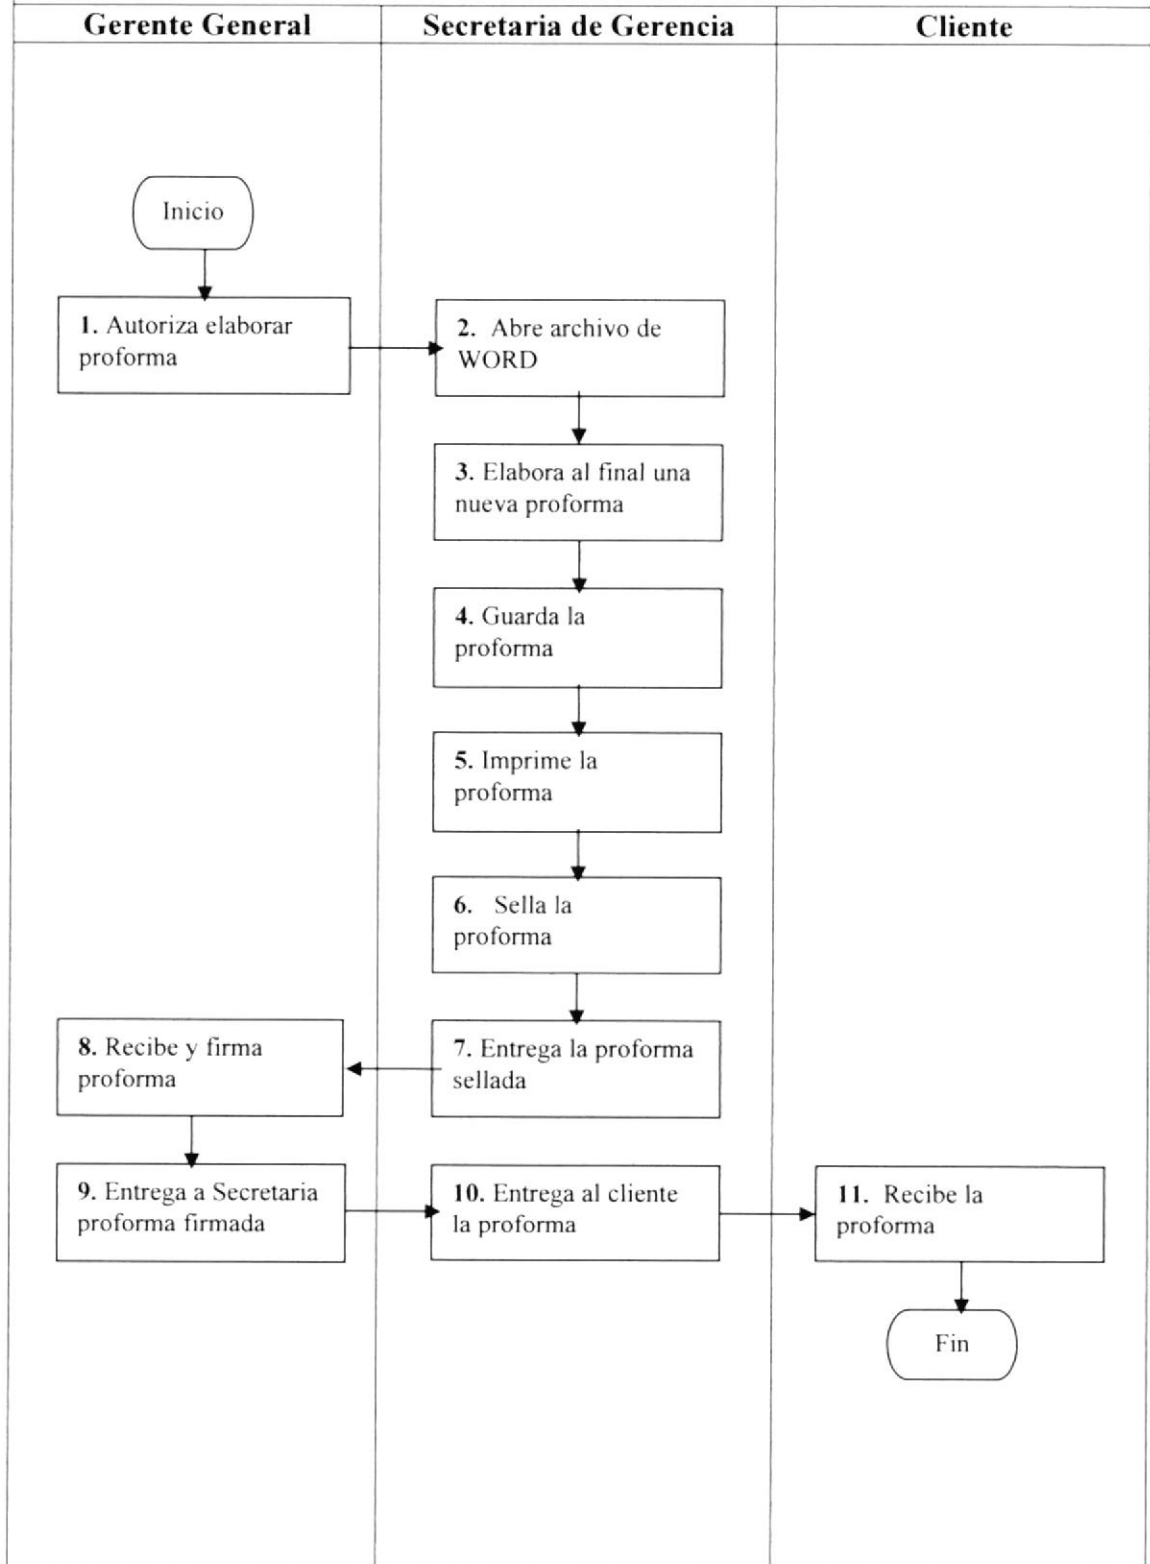 Gerente General
Secretaria de Gerencia
Cliente
Inicio
1. Autoriza elaborar
proforma
2. Abre archivo de
WORD
3. Elabora al final una
nueva proforma
4. Guarda la
proforma
5. Imprime la
proforma
6. Sella la
proforma
7. Entrega la proforma
sellada
8. Recibe y firma
proforma
9. Entrega a Secretaria
proforma firmada
10. Entrega al cliente
la proforma
11. Recibe la
proforma
Fin